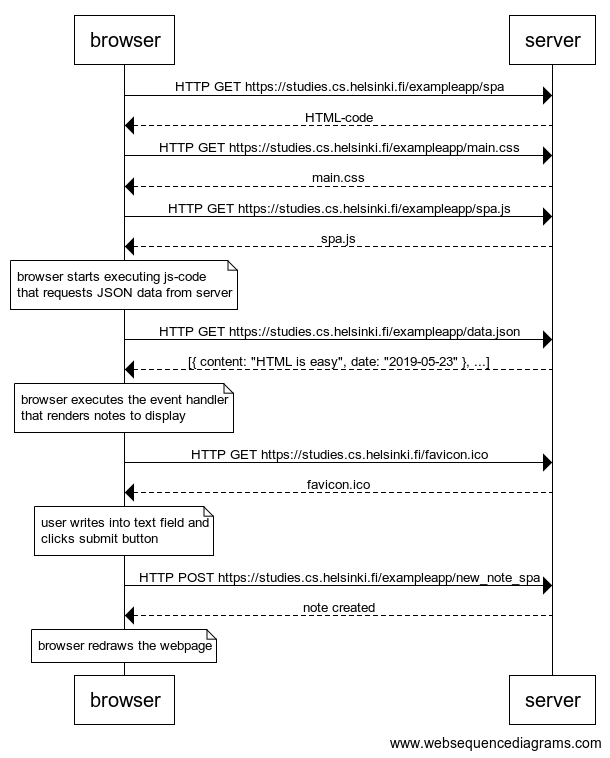 browser
server
HTTP GET https://studies.cs.helsinki.fi/exampleapp/spa
HTML-code
HTTP GET https://studies.cs.helsinki.fi/exampleapp/main.css
main.css
HTTP GET https://studies.cs.helsinki.fi/exampleapp/spa.js
spa.js
browser starts executing js-code
that requests JSON data from server
HTTP GET https://studies.cs.helsinki.fi/exampleapp/data.json
[{ content: "HTML is easy", date: "2019-05-23" }, ...]
browser executes the event handler
that renders notes to display
HTTP GET https://studies.cs.helsinki.fi/favicon.ico
favicon.ico
user writes into text field and
clicks submit button
HTTP POST https://studies.cs.helsinki.fi/exampleapp/new_note_spa
note created
browser redraws the webpage
browser
server
www.websequencediagrams.com